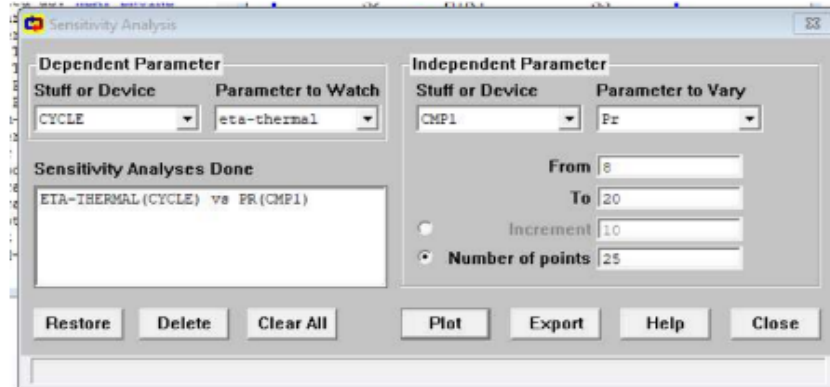 Sensitivity Analysis
Dependent Parameter
Stuff or Device Parameter to Watch
CYCLE eta-thermal
Sensitivity Analyses Done
ETA-THERMAL(CYCLE) vs PR(CMP1)
Independent Parameter
Stuff or Device Parameter to Vary
CMP1 Pr
From 8
To 20
Increment 10
Number of points 25
Restore Delete Clear All Plot Export Help Close